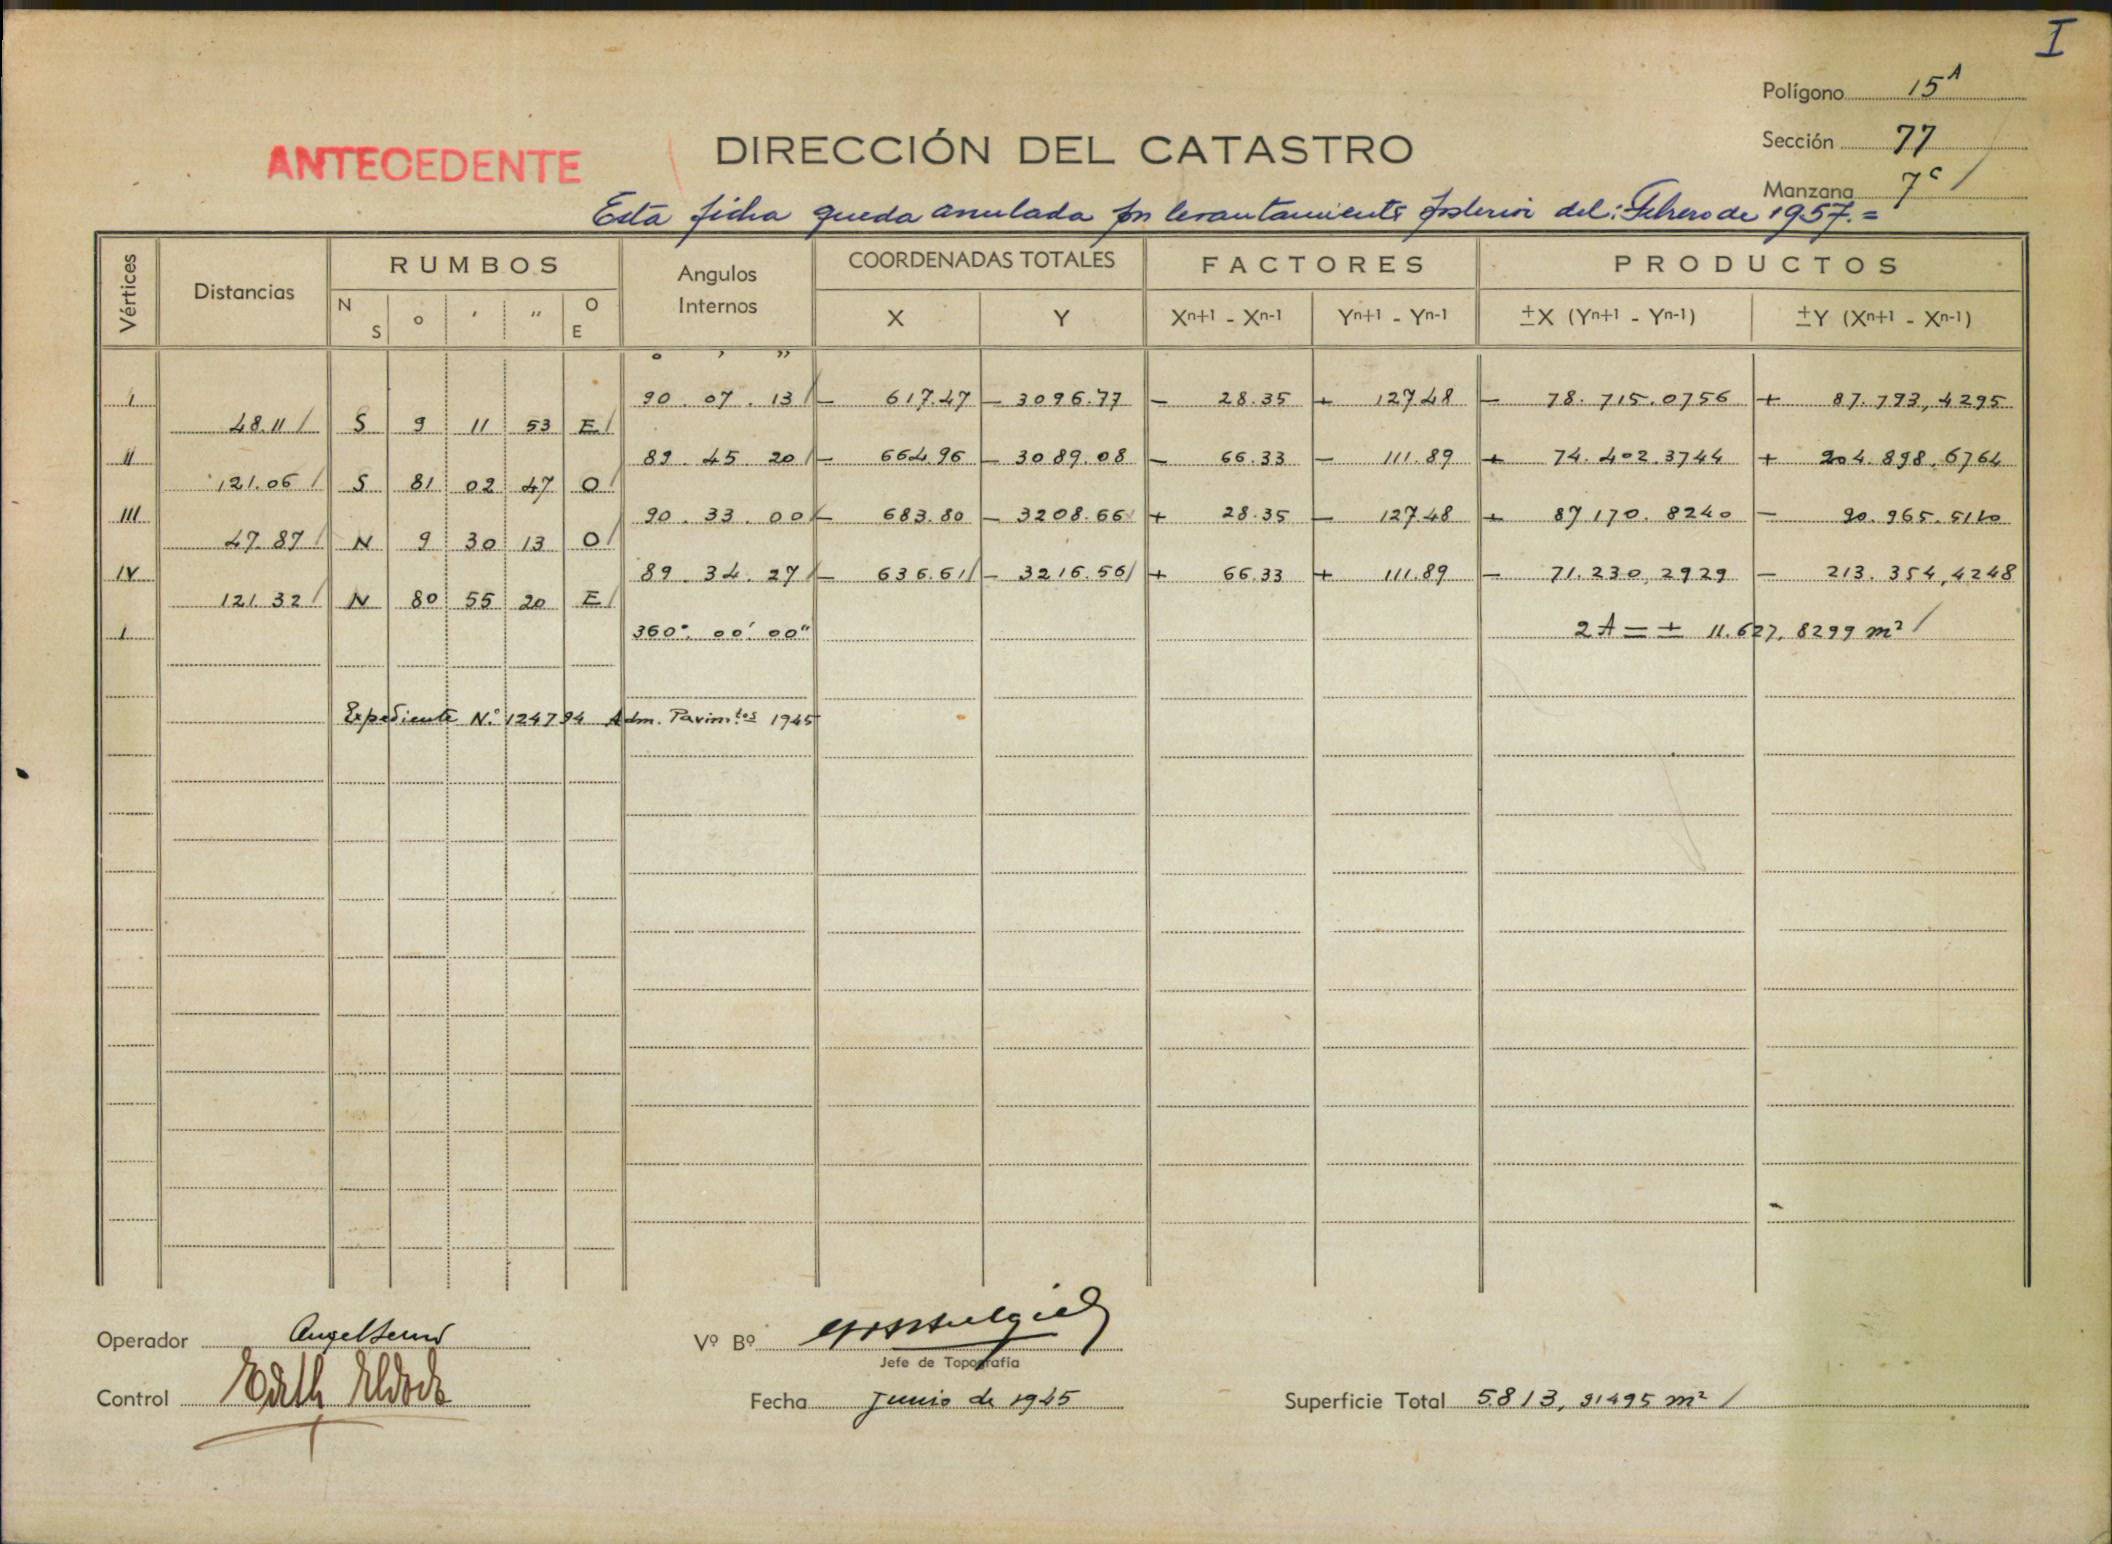 I
Polígono 15A
Sección 77
Manzana 7c /
ANTECEDENTE
DIRECCIÓN DEL CATASTRO
Esta ficha queda anulada por levantamiento posterior del: Febrero de 1957.=
Vértices Distancias RUMBOS Angulos Internos COORDENADAS TOTALES FACTORES PRODUCTOS
N S o ' " O E X Y Xn+1 - Xn-1 Yn+1 - Yn-1 ±X (Yn+1 - Yn-1) ±Y (Xn+1 - Xn-1)
o ' "
I 90. 07. 13 / — 617.47 — 3096.77 — 28.35 + 127.48 — 78.715.0756 + 87.793,4295
48.11 / S 9 11 53 E /
II 89. 45 20 / — 664.96 — 3089.08 — 66.33 — 111.89 + 74.402.3744 + 204.898.6764
121.06 / S 81 02 47 O /
III 90. 33. 00 / — 683.80 — 3208.66 + 28.35 — 127.48 + 87170.8240 — 90.965.5110
47.87 / N 9 30 13 O /
IV 89. 34. 27 / — 636.61 / — 3216.56 / + 66.33 + 111.89 — 71.230,2929 — 213.354,4248
121.32 / N 80 55 20 E /
I 360°. 00' 00" 2A = ± 11.627,8299 m² /
Expediente N.º 124794 Adm. Pavim.tos 1945
Operador
Vº Bº
Jefe de Topografía
Control
Fecha Junio de 1945
Superficie Total 5813,91495 m² /